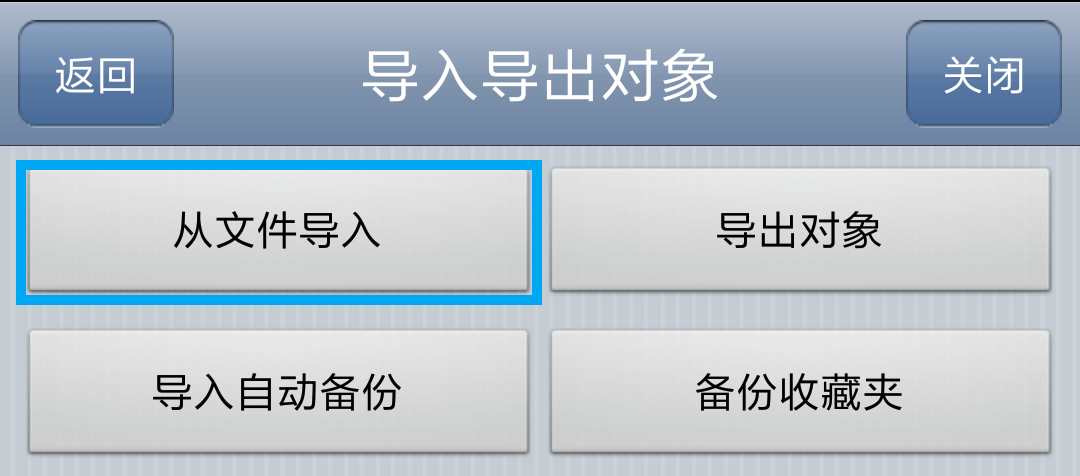 返回
导入导出对象
关闭
从文件导入
导出对象
导入自动备份
备份收藏夹